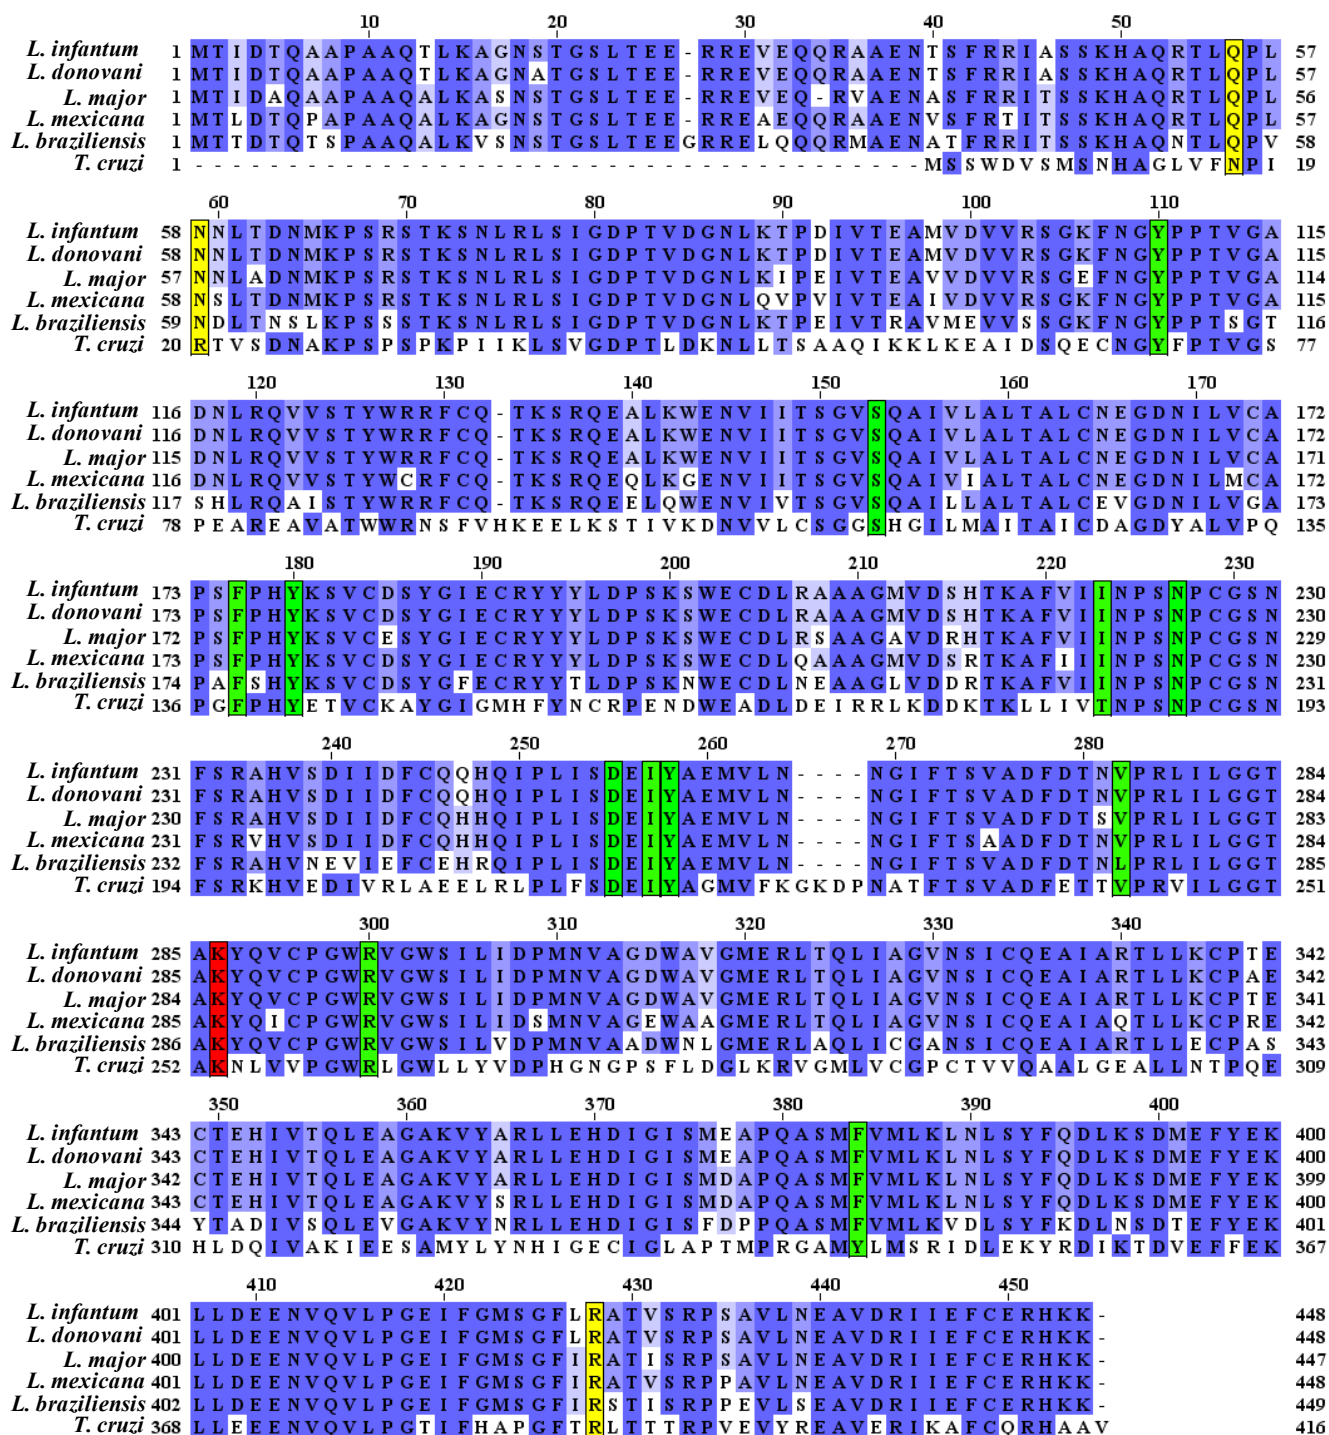 10 20 30 40 50
L. infantum 1 MTIDTQAAPAAQTLKAGNSTGSLTEE-RREVEQQRAAENTSFRRIASSKHAQRTLQPL 57
L. donovani 1 MTIDTQAAPAAQTLKAGNATGSLTEE-RREVEQQRAAENTSFRRIASSKHAQRTLQPL 57
L. major 1 MTIDAQAAPAAQALKASNSTGSLTEE-RREVEQ-RVAENASFRRITSSKHAQRTLQPL 56
L. mexicana 1 MTLDTQPAPAAQALKAGNSTGSLTEE-RREAEQQRAAENVSFRTITSSKHAQRTLQPL 57
L. braziliensis 1 MTTDTQTSPAAQALKVSNSTGSLTEEGRRELQQQRMAENATFRRITSSKHAQNTLQPV 58
T. cruzi 1 ---------------------------------------MSSWDVSMSNHAGLVFNPI 19
60 70 80 90 100 110
L. infantum 58 NNLTDNMKPSRSTKSNLRLSIGDPTVDGNLKTPDIVTEAMVDVVRSGKFNGYPPTVGA 115
L. donovani 58 NNLTDNMKPSRSTKSNLRLSIGDPTVDGNLKTPDIVTEAMVDVVRSGKFNGYPPTVGA 115
L. major 57 NNLADNMKPSRSTKSNLRLSIGDPTVDGNLKIPEIVTEAVVDVVRSGEFNGYPPTVGA 114
L. mexicana 58 NSLTDNMKPSRSTKSNLRLSIGDPTVDGNLQVPVIVTEAIVDVVRSGKFNGYPPTVGA 115
L. braziliensis 59 NDLTNSLKPSSSTKSNLRLSIGDPTVDGNLKTPEIVTRAVMEVVSSGKFNGYPPTSGT 116
T. cruzi 20 RTVSDNAKPSPSPKPIIKLSVGDPTLDKNLLTSAAQIKKLKEAIDSQECNGYFPTVGS 77
120 130 140 150 160 170
L. infantum 116 DNLRQVVSTYWRRFCQ-TKSRQEALKWENVIITSGVSQAIVLALTALCNEGDNILVCA 172
L. donovani 116 DNLRQVVSTYWRRFCQ-TKSRQEALKWENVIITSGVSQAIVLALTALCNEGDNILVCA 172
L. major 115 DNLRQVVSTYWRRFCQ-TKSRQEALKWENVIITSGVSQAIVLALTALCNEGDNILVCA 171
L. mexicana 116 DNLRQVVSTYWCRFCQ-TKSRQEQLKGENVIITSGVSQAIVIALTALCNEGDNILMCA 172
L. braziliensis 117 SHLRQAISTYWRRFCQ-TKSRQEELQWENVIVTSGVSQAILLALTALCEVGDNILVGA 173
T. cruzi 78 PEAREAVATWWRNSFVHKEELKSTIVKDNVVLCSGGSHGILMAITAICDAGDYALVPQ 135
180 190 200 210 220 230
L. infantum 173 PSFPHYKSVCDSYGIECRYYYLDPSKSWECDLRAAAGMVDSHTKAFVIINPSNPCGSN 230
L. donovani 173 PSFPHYKSVCDSYGIECRYYYLDPSKSWECDLRAAAGMVDSHTKAFVIINPSNPCGSN 230
L. major 172 PSFPHYKSVCESYGIECRYYYLDPSKSWECDLRSAAGAVDRHTKAFVIINPSNPCGSN 229
L. mexicana 173 PSFPHYKSVCDSYGIECRYYYLDPSKSWECDLQAAAGMVDSRTKAFIIINPSNPCGSN 230
L. braziliensis 174 PAFSHYKSVCDSYGFECRYYTLDPSKNWECDLNEAAGLVDDRTKAFVIINPSNPCGSN 231
T. cruzi 136 PGFPHYETVCKAYGIGMHFYNCRPENDWEADLDEIRRLKDDKTKLLIVTNPSNPCGSN 193
240 250 260 270 280
L. infantum 231 FSRAHVSDIIDFCQQHQIPLISDEIYAEMVLN----NGIFTSVADFDTNVPRLILGGT 284
L. donovani 231 FSRAHVSDIIDFCQQHQIPLISDEIYAEMVLN----NGIFTSVADFDTNVPRLILGGT 284
L. major 230 FSRAHVSDIIDFCQHHQIPLISDEIYAEMVLN----NGIFTSVADFDTSVPRLILGGT 283
L. mexicana 231 FSRVHVSDIIDFCQHHQIPLISDEIYAEMVLN----NGIFTSAADFDTNVPRLILGGT 284
L. braziliensis 232 FSRAHVNEVIEFCEHRQIPLISDEIYAEMVLN----NGIFTSVADFDTNLPRLILGGT 285
T. cruzi 194 FSRKHVEDIVRLAEELRLPLFSDEIYAGMVFKGKDPNATFTSVADFETTVPRVILGGT 251
300 310 320 330 340
L. infantum 285 AKYQVCPGWRVGWSILIDPMNVAGDWAVGMERLTQLIAGVNSICQEAIARTLLKCPTE 342
L. donovani 285 AKYQVCPGWRVGWSILIDPMNVAGDWAVGMERLTQLIAGVNSICQEAIARTLLKCPAE 342
L. major 284 AKYQVCPGWRVGWSILIDPMNVAGDWAVGMERLTQLIAGVNSICQEAIARTLLKCPTE 341
L. mexicana 285 AKYQICPGWRVGWSILIDSMNVAGEWAAGMERLTQLIAGVNSICQEAIAQTLLKCPRE 342
L. braziliensis 286 AKYQVCPGWRVGWSILVDPMNVAADWNLGMERLAQLICGANSICQEAIARTLLECPAS 343
T. cruzi 252 AKNLVVPGWRLGWLLYVDPHGNGPSFLDGLKRVGMLVCGPCTVVQAALGEALLNTPQE 309
350 360 370 380 390 400
L. infantum 343 CTEHIVTQLEAGAKVYARLLEHDIGISMEAPQASMFVMLKLNLSYFQDLKSDMEFYEK 400
L. donovani 343 CTEHIVTQLEAGAKVYARLLEHDIGISMEAPQASMFVMLKLNLSYFQDLKSDMEFYEK 400
L. major 342 CTEHIVTQLEAGAKVYARLLEHDIGISMDAPQASMFVMLKLNLSYFQDLKSDMEFYEK 399
L. mexicana 343 CTEHIVTQLEAGAKVYSRLLEHDIGISMDAPQASMFVMLKLNLSYFQDLKSDMEFYEK 400
L. braziliensis 344 YTADIVSQLEVGAKVYNRLLEHDIGISFDPPQASMFVMLKVDLSYFKDLNSDTEFYEK 401
T. cruzi 310 HLDQIVAKIEESAMYLYNHIGECIGLAPTMPRGAMYLMSRIDLEKYRDIKTDVEFFEK 367
410 420 430 440 450
L. infantum 401 LLDEENVQVLPGEIFGMSGFLRATVSRPSAVLNEAVDRIIEFCERHKK- 448
L. donovani 401 LLDEENVQVLPGEIFGMSGFLRATVSRPSAVLNEAVDRIIEFCERHKK- 448
L. major 400 LLDEENVQVLPGEIFGMSGFIRATISRPSAVLNEAVDRIIEFCERHKK- 447
L. mexicana 401 LLDEENVQVLPGEIFGMSGFIRATVSRPPAVLNEAVDRIIEFCERHKK- 448
L. braziliensis 402 LLDEENVQVLPGEIFGMSGFIRSTISRPPEVLSEAVDRIIEFCERHKK- 449
T. cruzi 368 LLEEENVQVLPGTIFHAPGFTRLTTTRPVEVYREAVERIKAFCQRHAAV 416